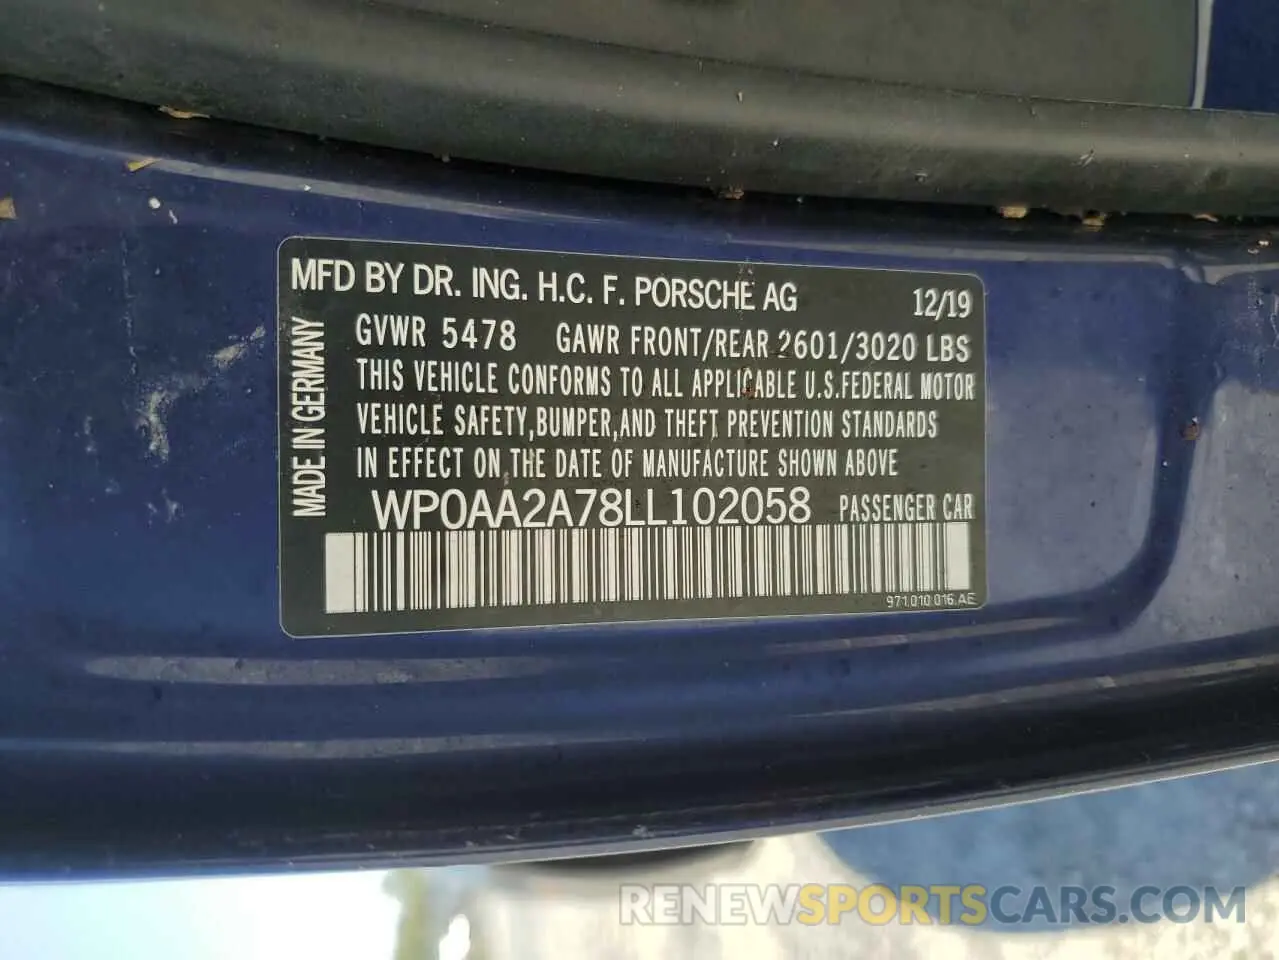 MFD BY DR. ING. H.C. F. PORSCHE AG 12/19
GVWR 5478 GAWR FRONT/REAR 2601/3020 LBS
THIS VEHICLE CONFORMS TO ALL APPLICABLE U.S.FEDERAL MOTOR
VEHICLE SAFETY,BUMPER,AND THEFT PREVENTION STANDARDS
IN EFFECT ON THE DATE OF MANUFACTURE SHOWN ABOVE
WP0AA2A78LL102058 PASSENGER CAR
971.010.016.AE
MADE IN GERMANY
RENEWSPORTSCARS.COM